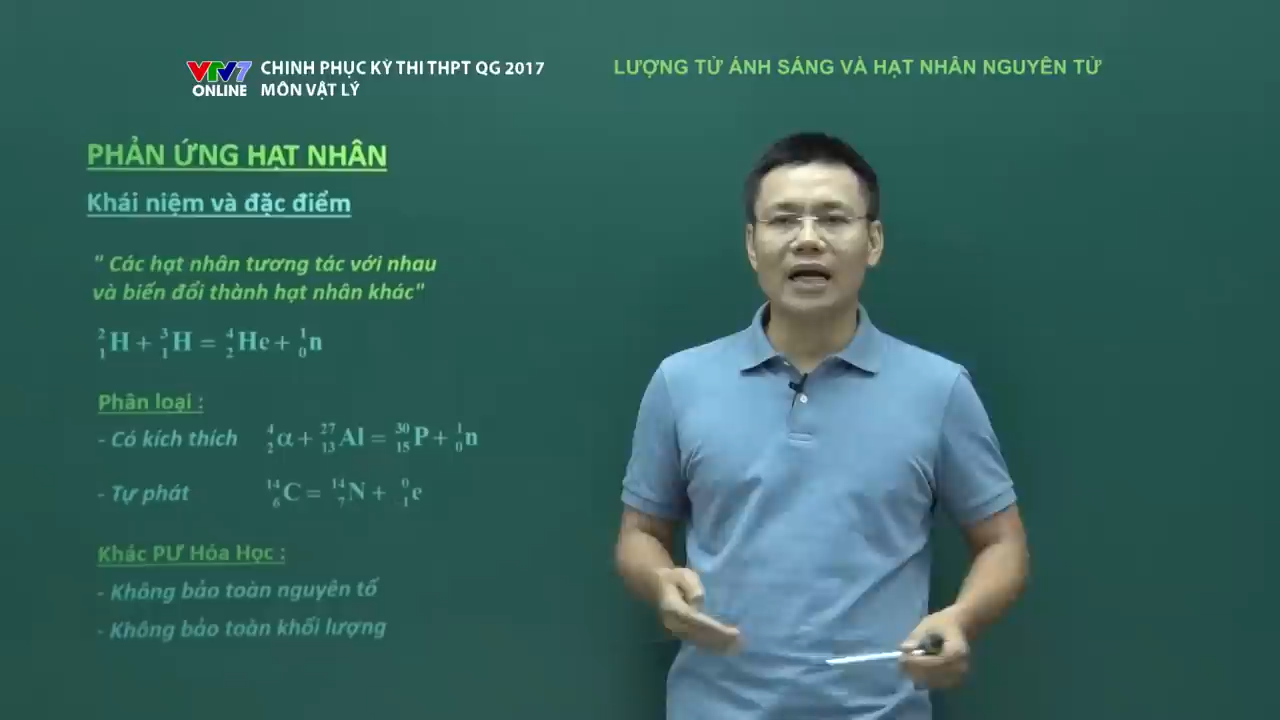 VTV7 CHINH PHỤC KỲ THI THPT QG 2017
ONLINE MÔN VẬT LÝ
LƯỢNG TỬ ÁNH SÁNG VÀ HẠT NHÂN NGUYÊN TỬ
PHẢN ỨNG HẠT NHÂN
Khái niệm và đặc điểm
" Các hạt nhân tương tác với nhau
và biến đổi thành hạt nhân khác"
²₁H + ³₁H = ⁴₂He + ¹₀n
Phân loại :
- Có kích thích ⁴₂α + ²⁷₁₃Al = ³⁰₁₅P + ¹₀n
- Tự phát ¹⁴₆C = ¹⁴₇N + ⁰₁e
Khác PƯ Hóa Học :
- Không bảo toàn nguyên tố
- Không bảo toàn khối lượng